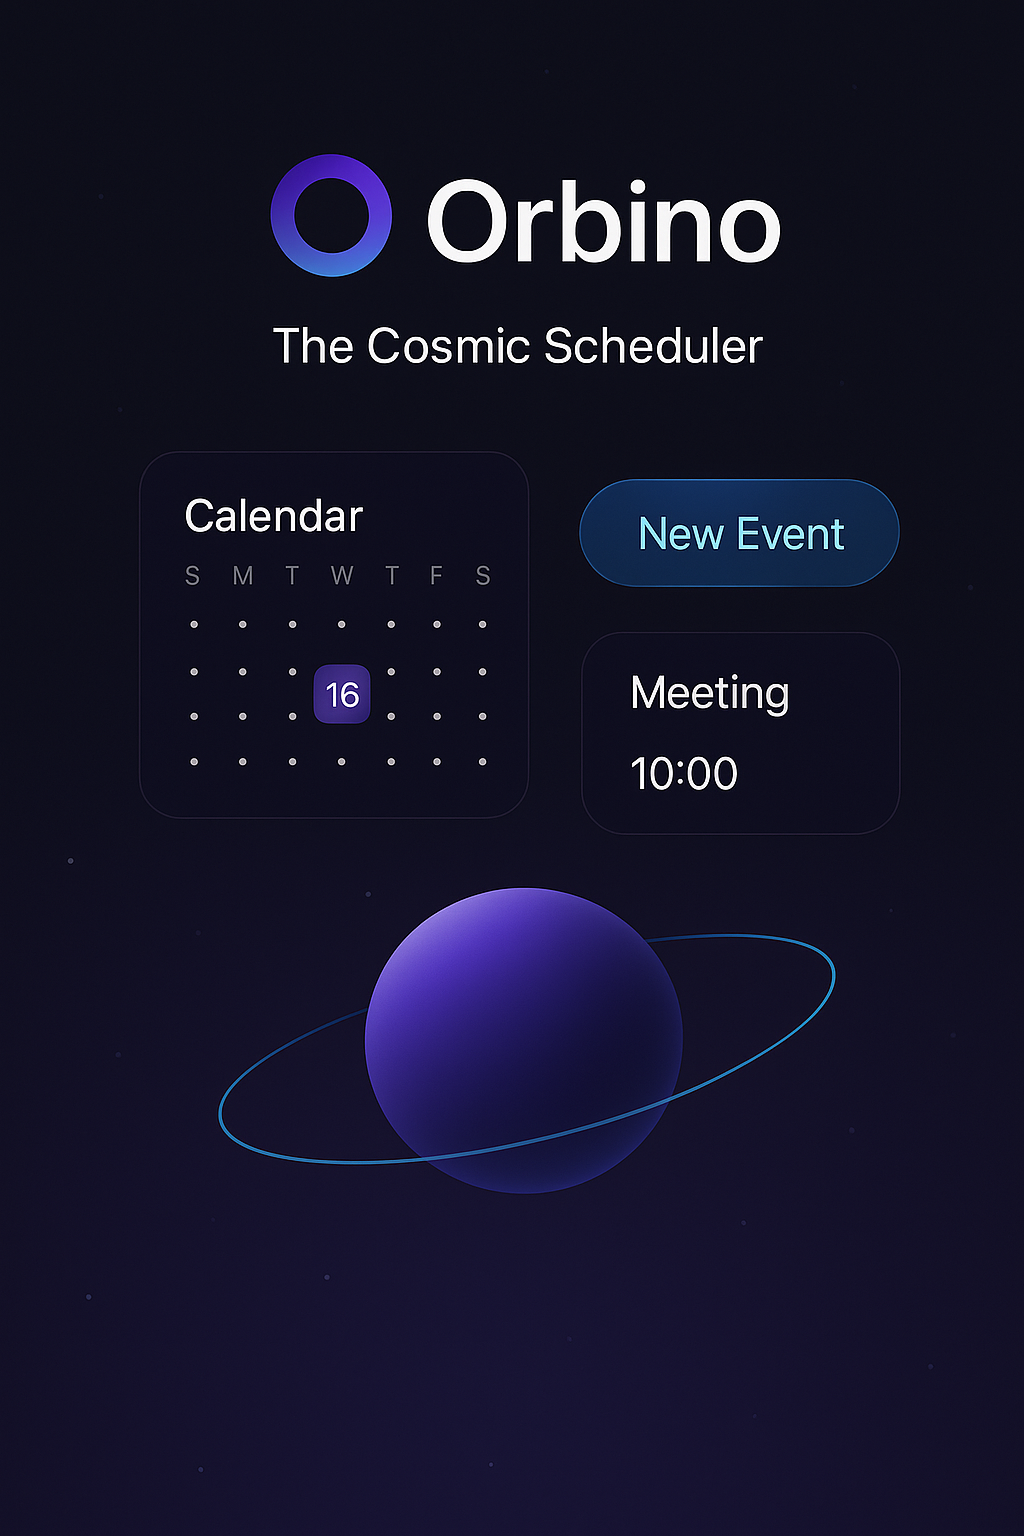 Orbino
The Cosmic Scheduler
Calendar
S M T W T F S
16
New Event
Meeting
10:00